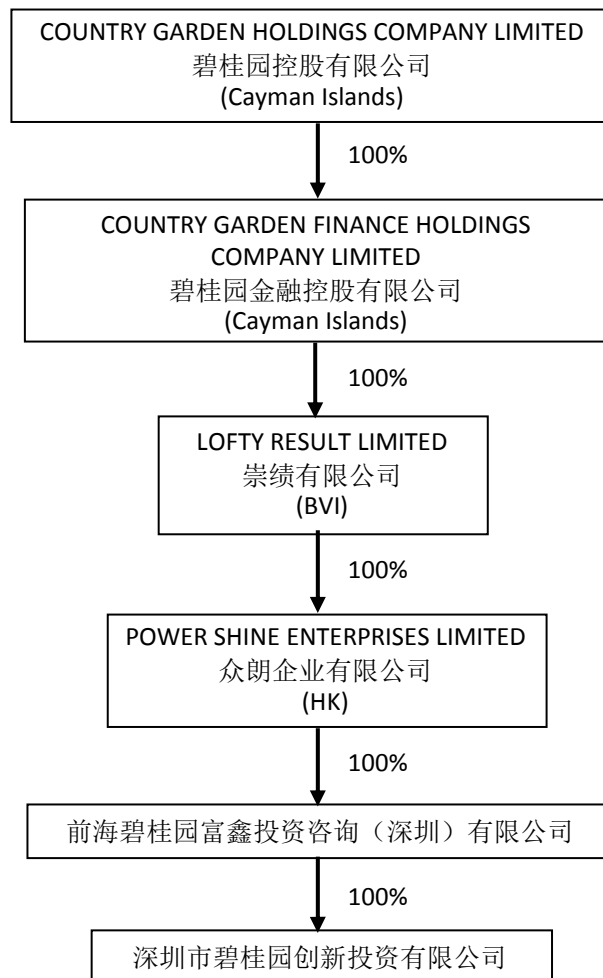 COUNTRY GARDEN HOLDINGS COMPANY LIMITED
碧桂园控股有限公司
(Cayman Islands)
100%
COUNTRY GARDEN FINANCE HOLDINGS
COMPANY LIMITED
碧桂园金融控股有限公司
(Cayman Islands)
100%
LOFTY RESULT LIMITED
崇绩有限公司
(BVI)
100%
POWER SHINE ENTERPRISES LIMITED
众朗企业有限公司
(HK)
100%
前海碧桂园富鑫投资咨询（深圳）有限公司
100%
深圳市碧桂园创新投资有限公司